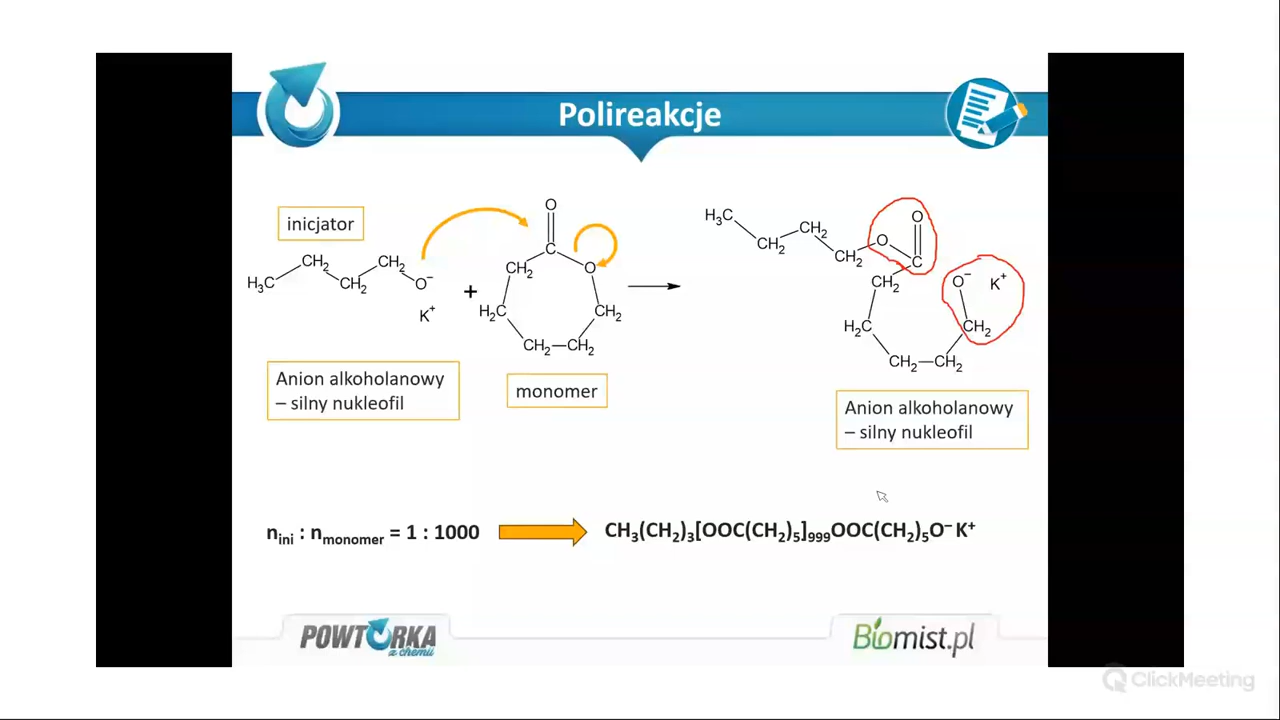 Polireakcje
inicjator
H₃C CH₂ CH₂ CH₂ O⁻
K⁺
+
O
C
O
CH₂
H₂C
CH₂
CH₂—CH₂
H₃C
CH₂
CH₂
CH₂
O
O
C
CH₂
H₂C
CH₂—CH₂
CH₂
O⁻ K⁺
Anion alkoholanowy
– silny nukleofil
monomer
Anion alkoholanowy
– silny nukleofil
nᵢₙᵢ : nₘₒₙₒₘₑᵣ = 1 : 1000
CH₃(CH₂)₃[OOC(CH₂)₅]₉₉₉OOC(CH₂)₅O⁻K⁺
POWTÓRKA
z chemii
Biomist.pl
ClickMeeting